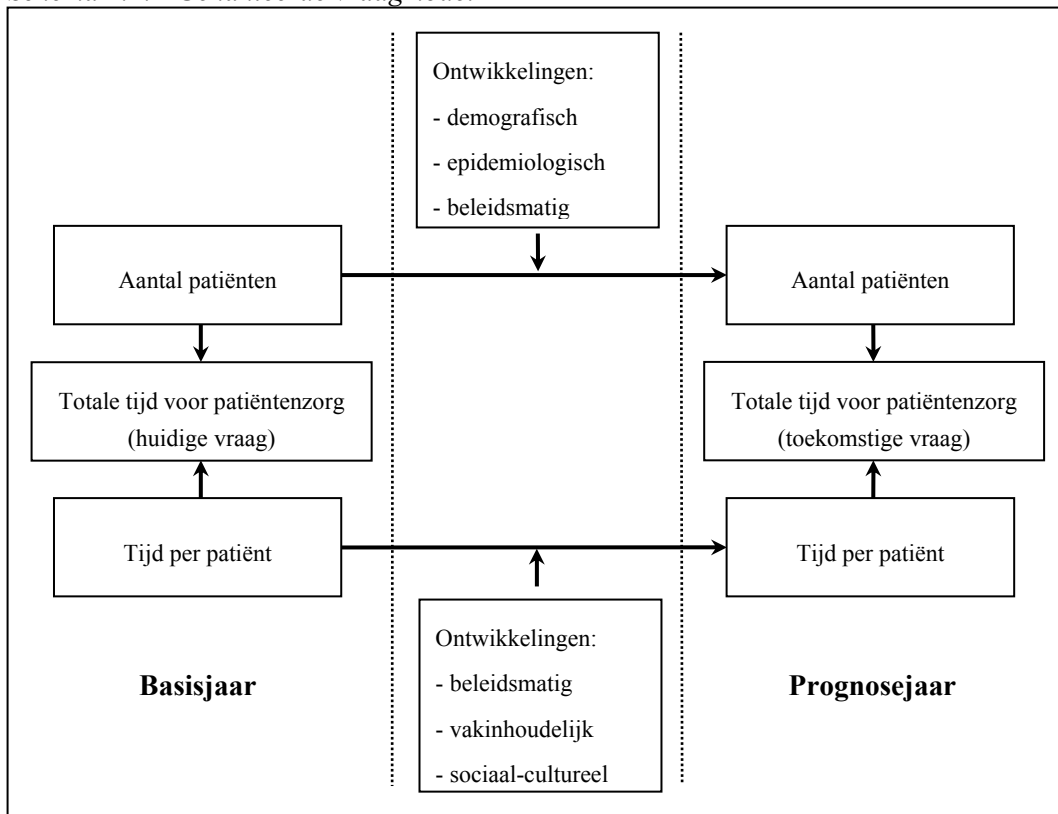 Ontwikkelingen:
- demografisch
- epidemiologisch
- beleidsmatig
Aantal patiënten
Aantal patiënten
Totale tijd voor patiëntenzorg
(huidige vraag)
Totale tijd voor patiëntenzorg
(toekomstige vraag)
Tijd per patiënt
Tijd per patiënt
Ontwikkelingen:
- beleidsmatig
- vakinhoudelijk
- sociaal-cultureel
Basisjaar
Prognosejaar